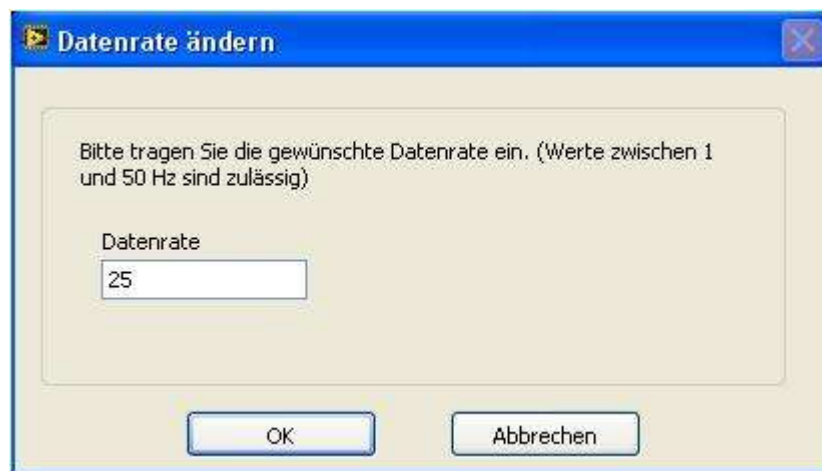 Datenrate ändern
Bitte tragen Sie die gewünschte Datenrate ein. (Werte zwischen 1
und 50 Hz sind zulässig)
Datenrate
25
OK
Abbrechen